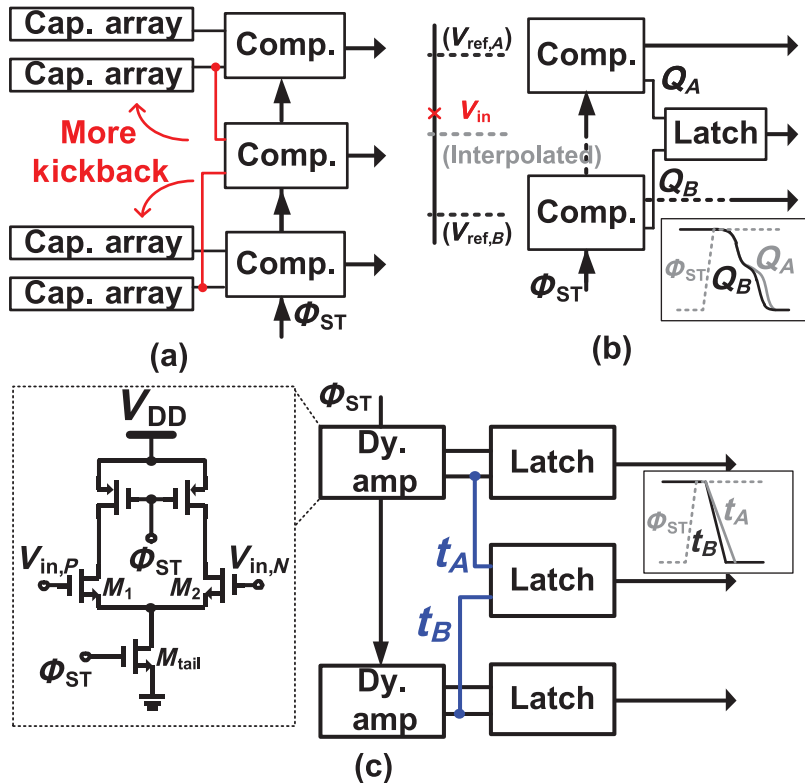 Cap. array
Comp.
Cap. array
More
kickback
Comp.
Cap. array
Comp.
Cap. array
Φ_ST
(a)
(V_ref,A)
Comp.
Q_A
V_in
Latch
(Interpolated)
Q_B
Comp.
(V_ref,B)
Φ_ST
Φ_ST
Q_A
Q_B
(b)
V_DD
Φ_ST
V_in,P
V_in,N
M_1
M_2
Φ_ST
M_tail
Φ_ST
Dy.
amp
Latch
t_A
Latch
t_B
Dy.
amp
Latch
Φ_ST
t_A
t_B
(c)